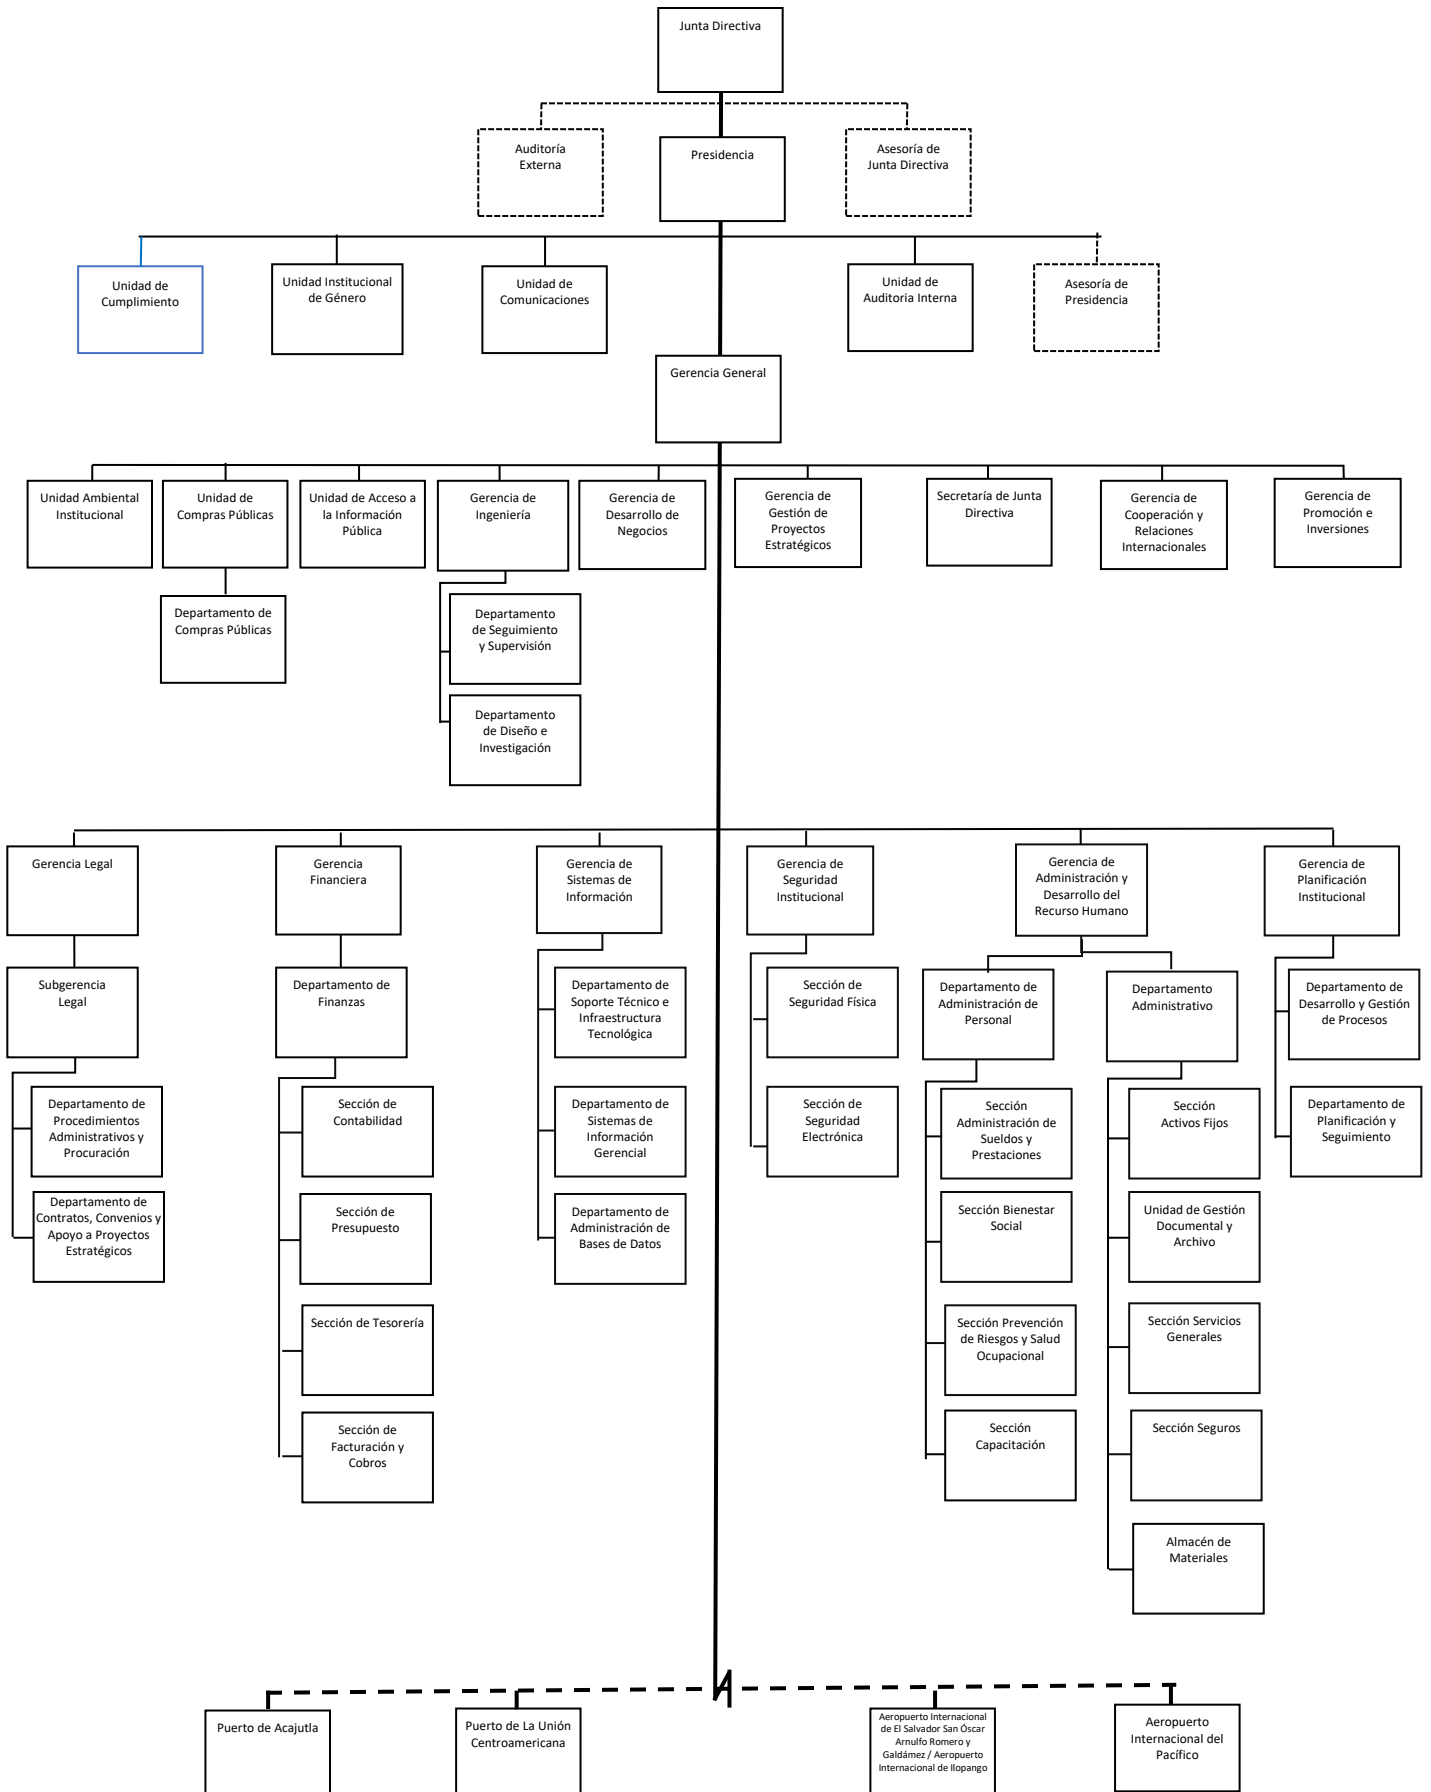 Junta Directiva
Auditoría
Externa
Presidencia
Asesoría de
Junta Directiva
Unidad de
Cumplimiento
Unidad Institucional
de Género
Unidad de
Comunicaciones
Unidad de
Auditoria Interna
Asesoría de
Presidencia
Gerencia General
Unidad Ambiental
Institucional
Unidad de
Compras Públicas
Unidad de Acceso a
la Información
Pública
Gerencia de
Ingeniería
Gerencia de
Desarrollo de
Negocios
Gerencia de
Gestión de
Proyectos
Estratégicos
Secretaría de Junta
Directiva
Gerencia de
Cooperación y
Relaciones
Internacionales
Gerencia de
Promoción e
Inversiones
Departamento de
Compras Públicas
Departamento
de Seguimiento
y Supervisión
Departamento
de Diseño e
Investigación
Gerencia Legal
Gerencia
Financiera
Gerencia de
Sistemas de
Información
Gerencia de
Seguridad
Institucional
Gerencia de
Administración y
Desarrollo del
Recurso Humano
Gerencia de
Planificación
Institucional
Subgerencia
Legal
Departamento de
Finanzas
Departamento de
Soporte Técnico e
Infraestructura
Tecnológica
Sección de
Seguridad Física
Departamento de
Administración de
Personal
Departamento
Administrativo
Departamento de
Desarrollo y Gestión
de Procesos
Departamento de
Procedimientos
Administrativos y
Procuración
Sección de
Contabilidad
Departamento de
Sistemas de
Información
Gerencial
Sección de
Seguridad
Electrónica
Sección
Administración de
Sueldos y
Prestaciones
Sección
Activos Fijos
Departamento de
Planificación y
Seguimiento
Departamento de
Contratos, Convenios y
Apoyo a Proyectos
Estratégicos
Sección de
Presupuesto
Departamento de
Administración de
Bases de Datos
Sección Bienestar
Social
Unidad de Gestión
Documental y
Archivo
Sección de Tesorería
Sección Prevención
de Riesgos y Salud
Ocupacional
Sección Servicios
Generales
Sección de
Facturación y
Cobros
Sección
Capacitación
Sección Seguros
Almacén de
Materiales
Puerto de Acajutla
Puerto de La Unión
Centroamericana
Aeropuerto Internacional
de El Salvador San Óscar
Arnulfo Romero y
Galdámez / Aeropuerto
Internacional de Ilopango
Aeropuerto
Internacional del
Pacífico